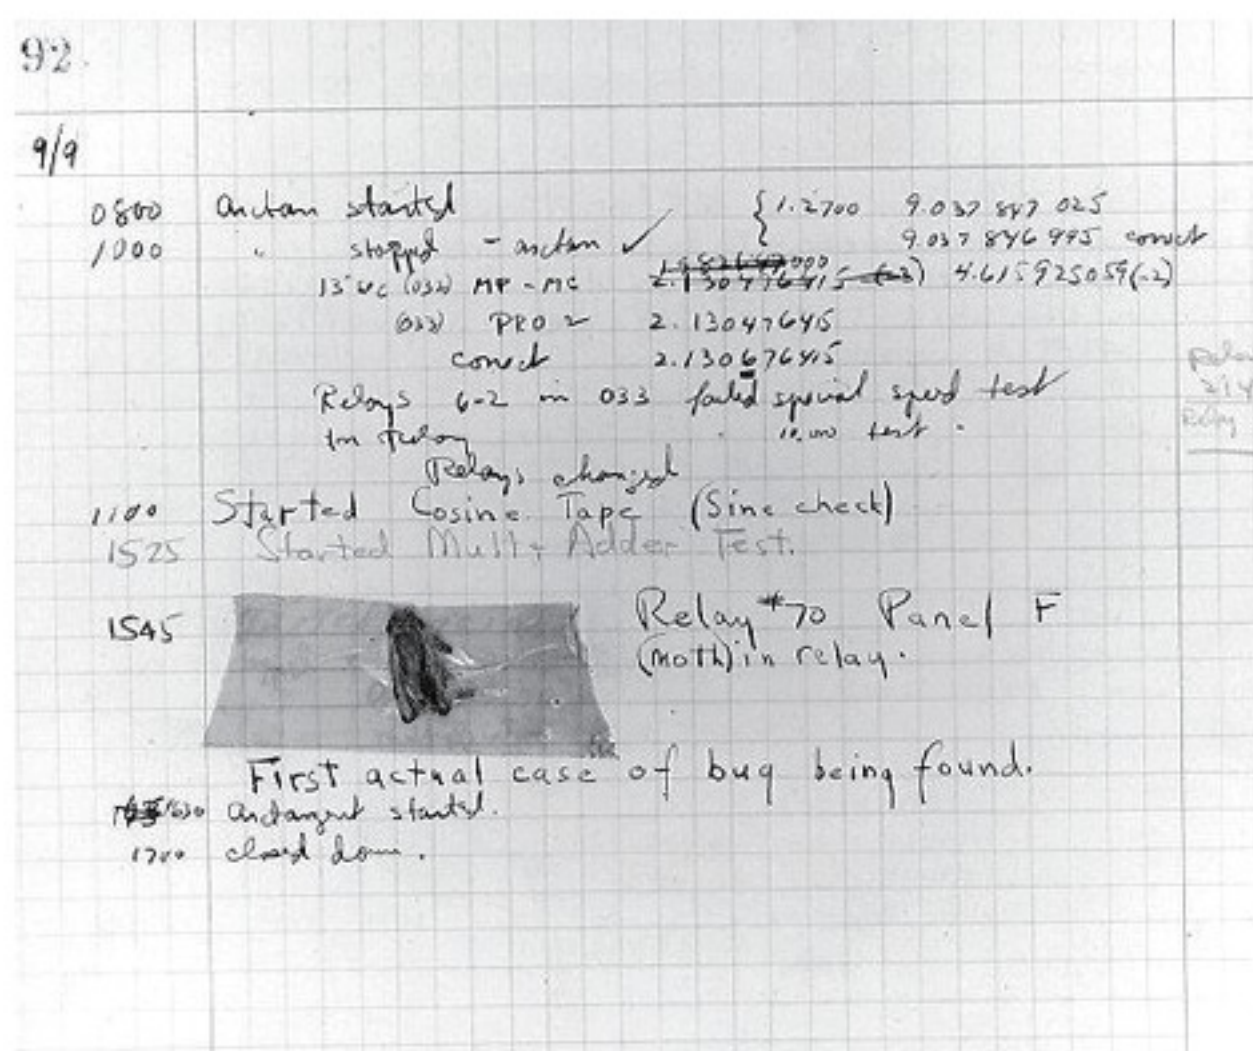 92
9/9
0800 Antan started {1.2700 9.037 847 025
1000 " stopped - antan ✓ 9.037 846 995 conect
13"uc (032) MP - MC 4.615925059(-2)
(033) PRO 2 2.130476415
conect 2.130676415
Relays 6-2 in 033 failed special speed test
In relay 10.000 test.
Relays changed
1100 Started Cosine Tape (Sine check)
1525 Started Mult+ Adder Test.
1545 Relay #70 Panel F
(moth) in relay.
First actual case of bug being found.
1630 Antangent started.
1700 closed down.
Relay
Relay